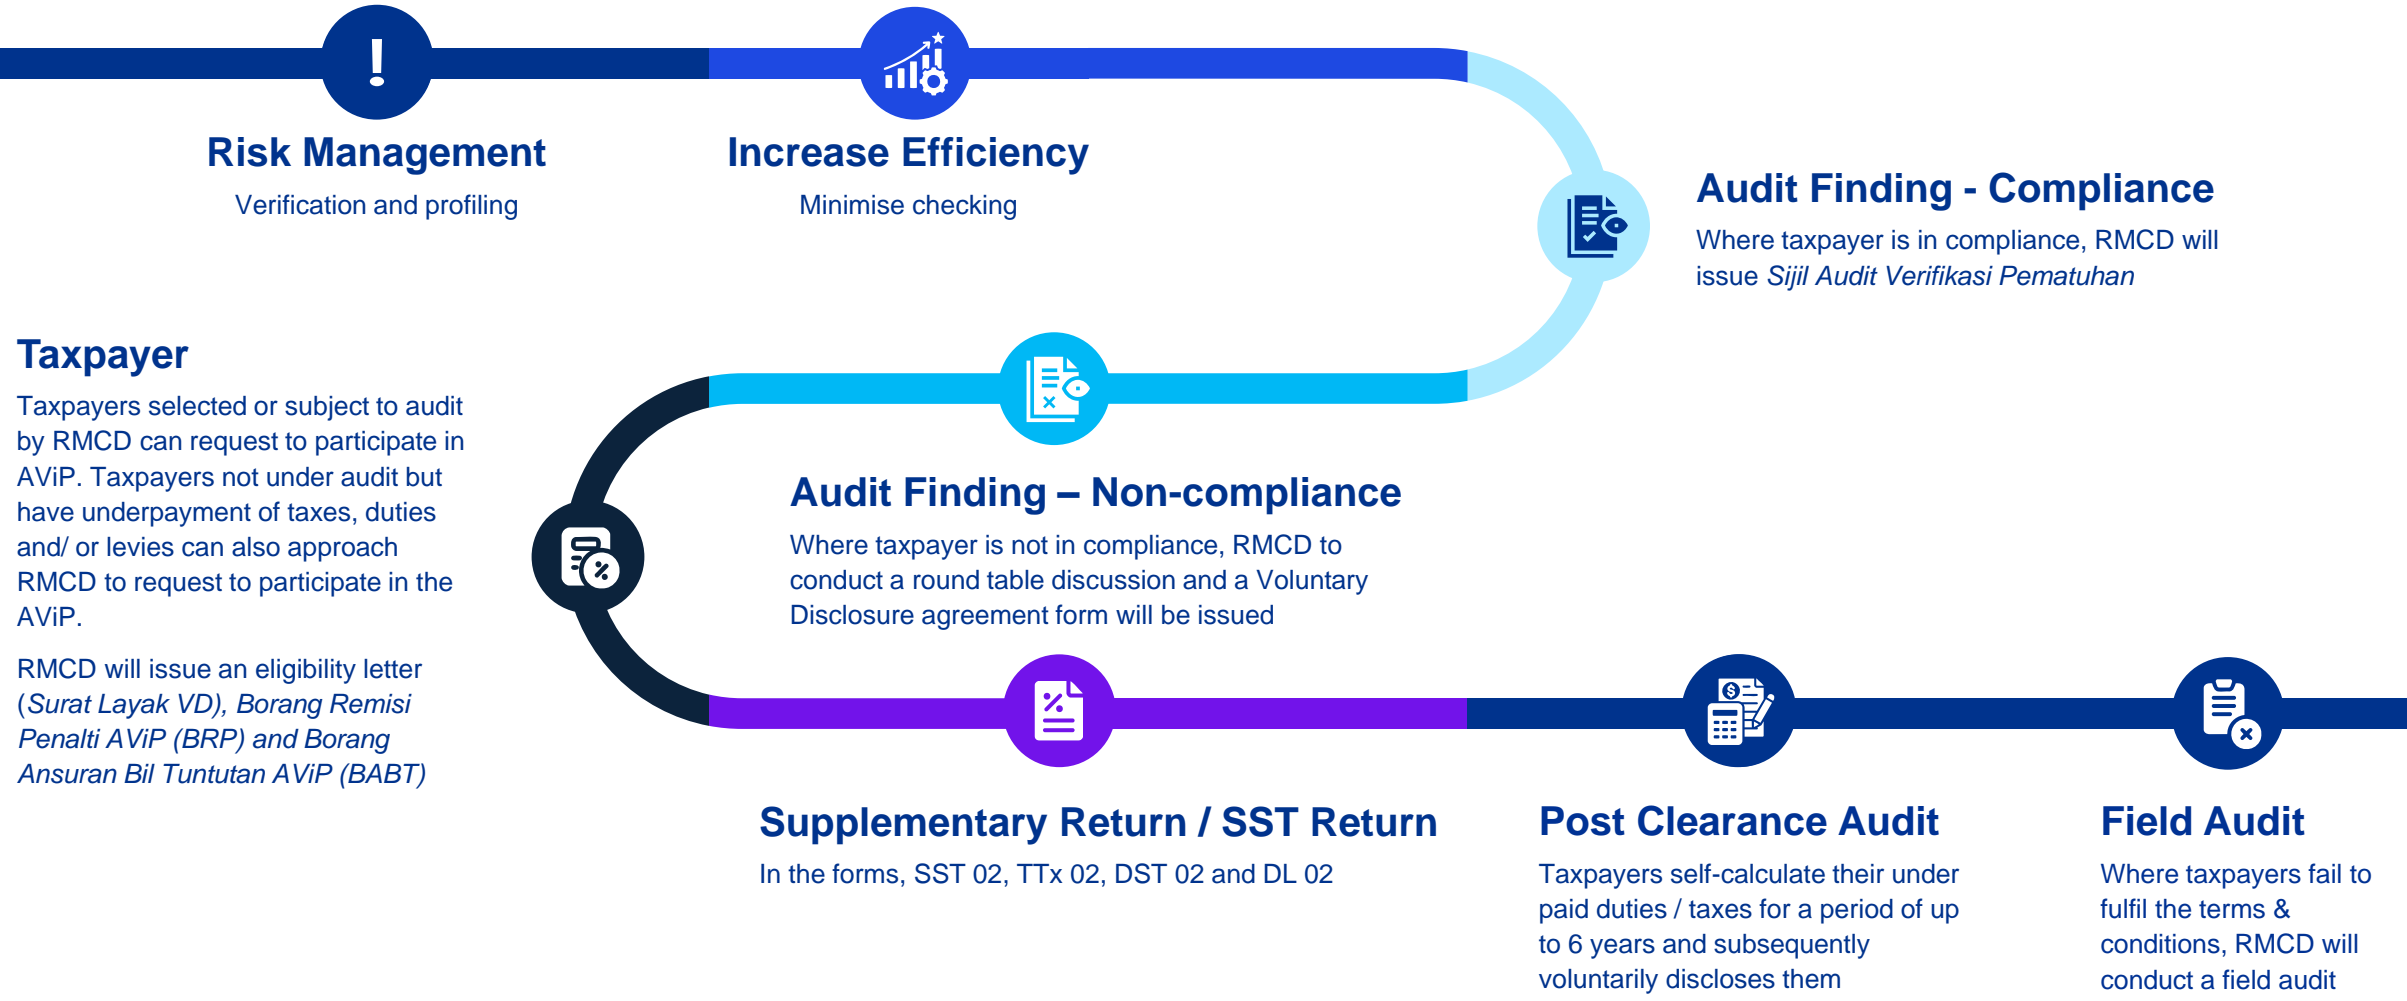 !
Risk Management
Verification and profiling
Increase Efficiency
Minimise checking
Audit Finding - Compliance
Where taxpayer is in compliance, RMCD will
issue Sijil Audit Verifikasi Pematuhan
Audit Finding – Non-compliance
Where taxpayer is not in compliance, RMCD to
conduct a round table discussion and a Voluntary
Disclosure agreement form will be issued
Taxpayer
Taxpayers selected or subject to audit
by RMCD can request to participate in
AViP. Taxpayers not under audit but
have underpayment of taxes, duties
and/ or levies can also approach
RMCD to request to participate in the
AViP.
RMCD will issue an eligibility letter
(Surat Layak VD), Borang Remisi
Penalti AViP (BRP) and Borang
Ansuran Bil Tuntutan AViP (BABT)
Supplementary Return / SST Return
In the forms, SST 02, TTx 02, DST 02 and DL 02
Post Clearance Audit
Taxpayers self-calculate their under
paid duties / taxes for a period of up
to 6 years and subsequently
voluntarily discloses them
Field Audit
Where taxpayers fail to
fulfil the terms &
conditions, RMCD will
conduct a field audit